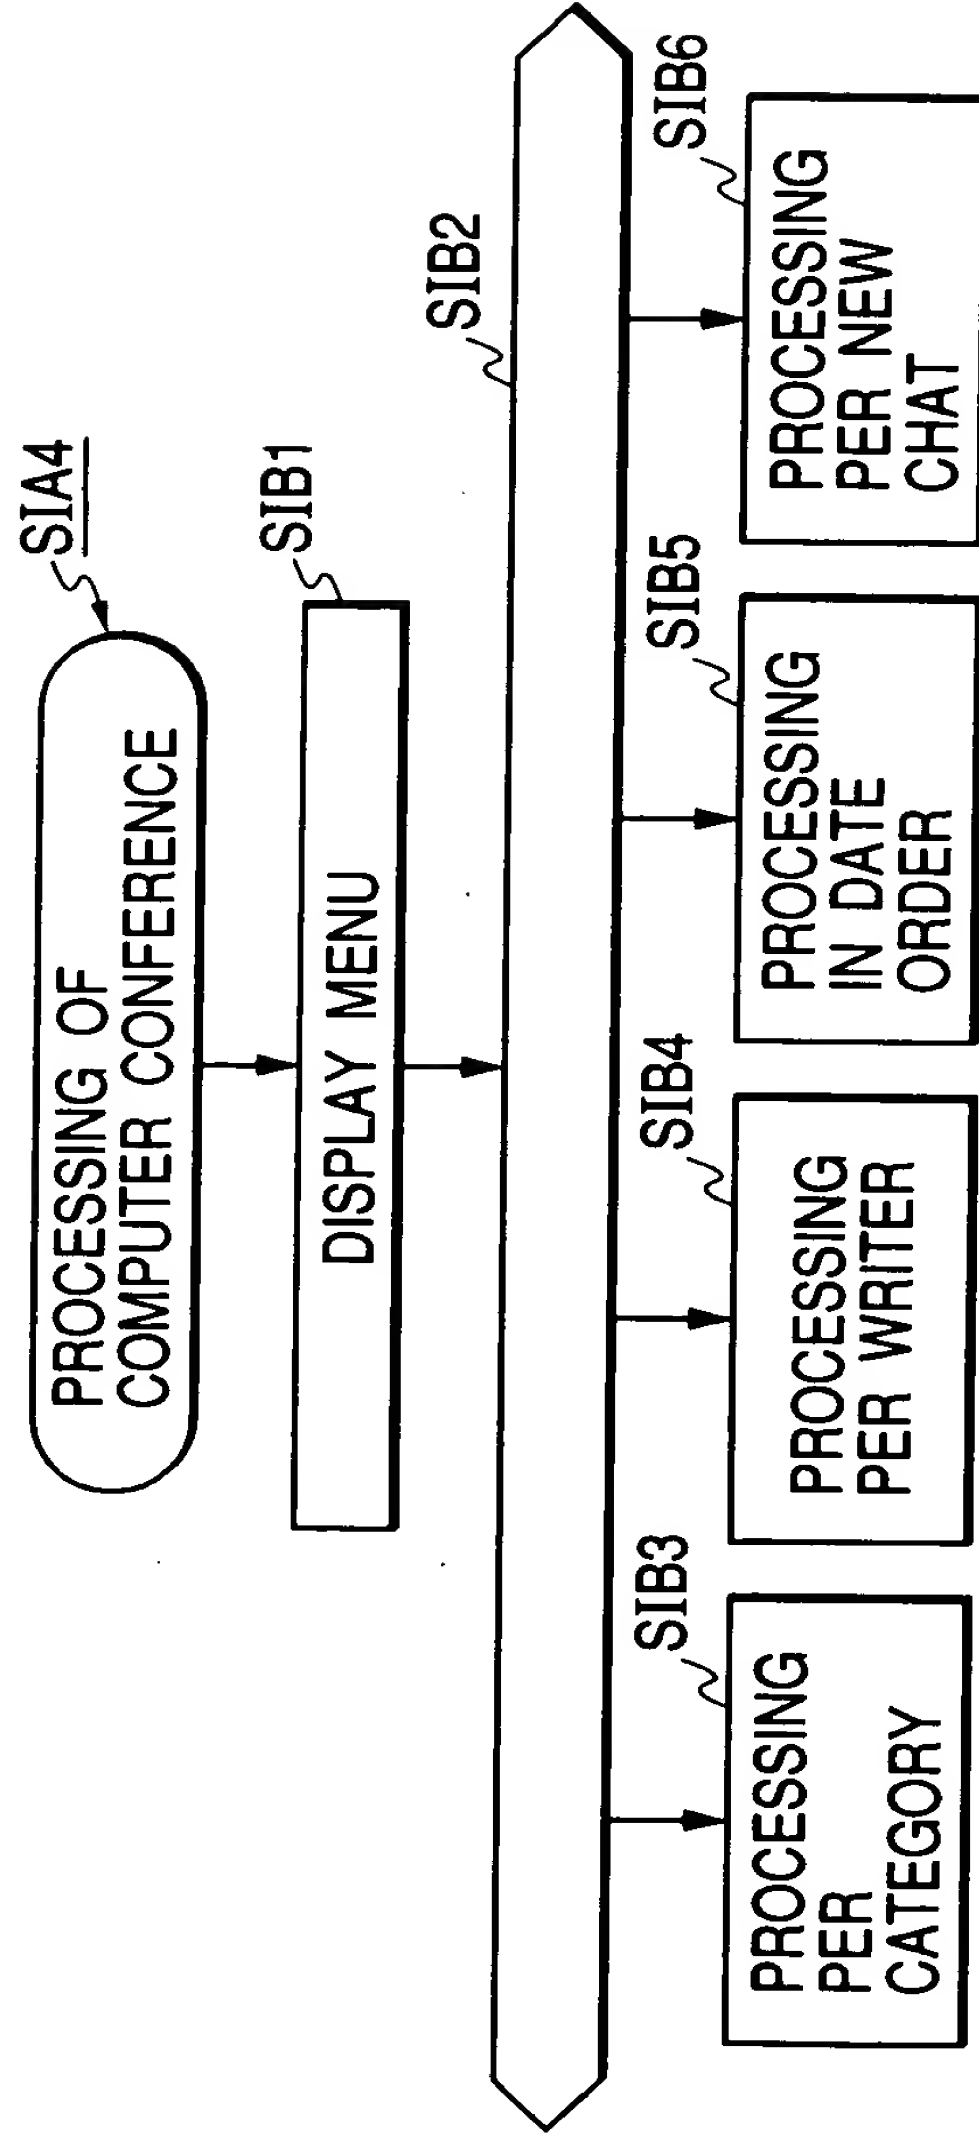 SIA4
PROCESSING OF
COMPUTER CONFERENCE
SIB1
DISPLAY MENU
SIB2
SIB3
PROCESSING
PER
CATEGORY
SIB4
PROCESSING
PER WRITER
SIB5
PROCESSING
IN DATE
ORDER
SIB6
PROCESSING
PER NEW
CHAT